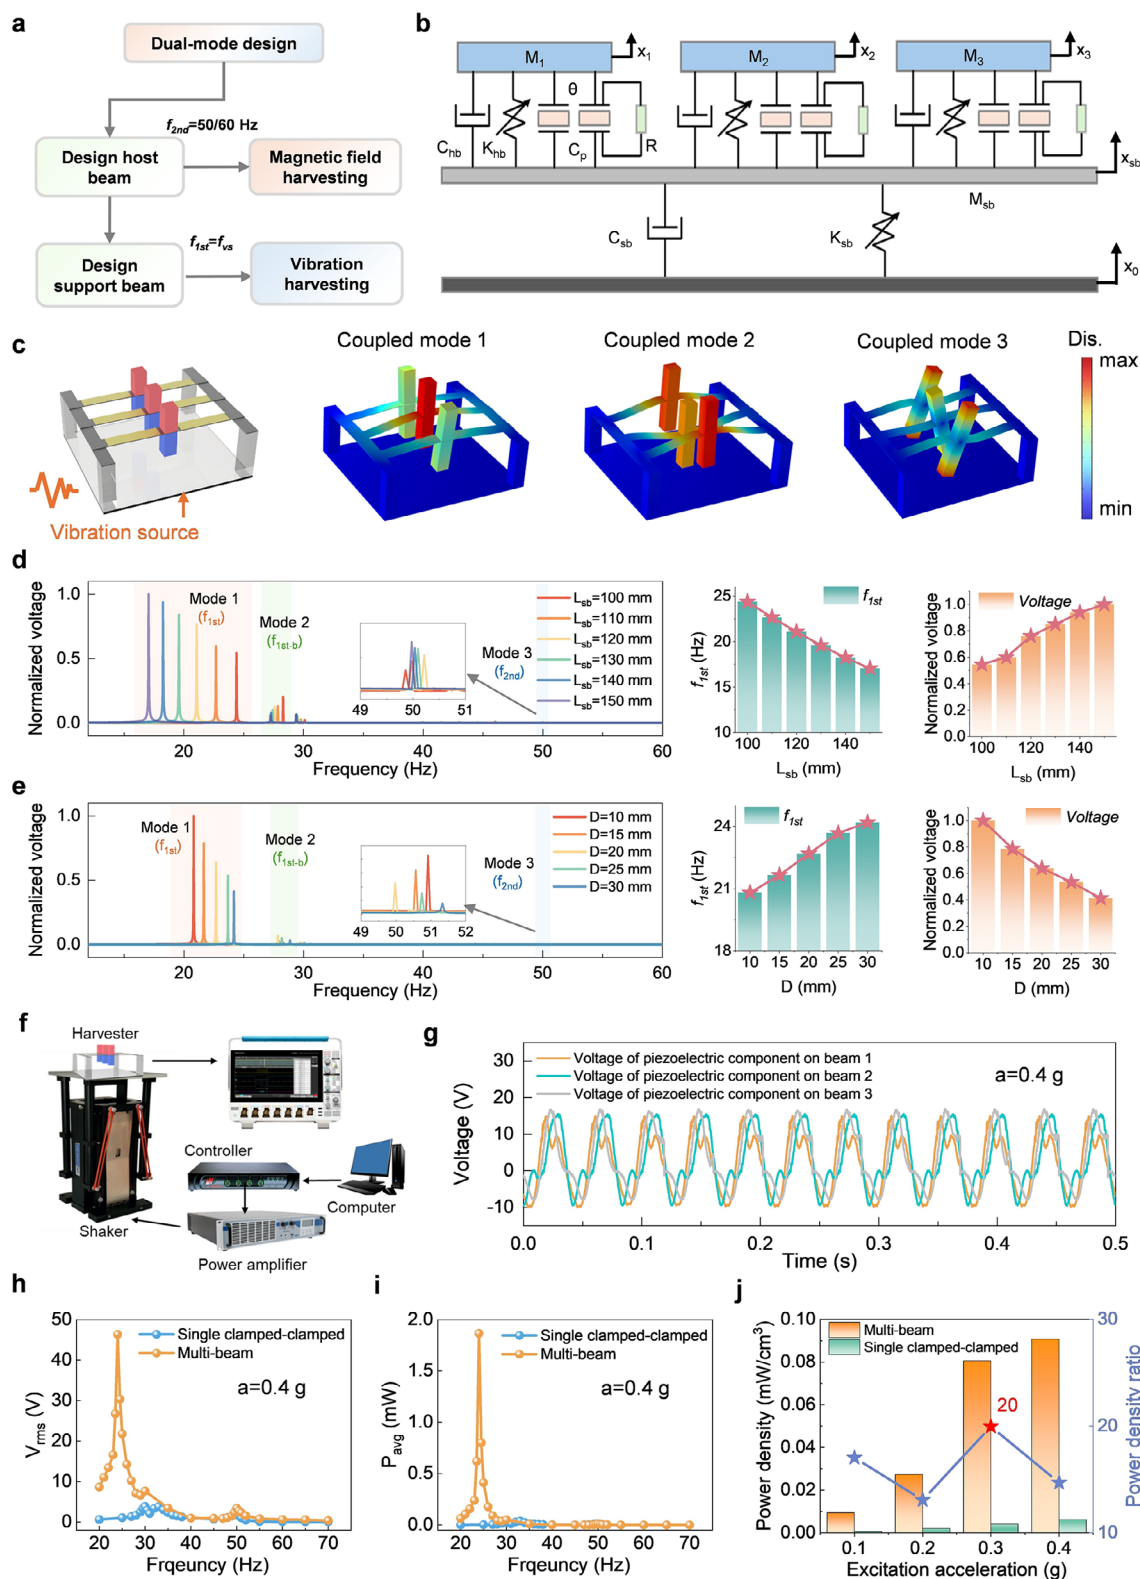 a
Dual-mode design
f2nd=50/60 Hz
Design host
beam
Magnetic field
harvesting
f1st=fvs
Design
support beam
Vibration
harvesting
b
M1
x1
M2
x2
M3
x3
θ
Chb
Khb
Cp
R
xsb
Msb
Csb
Ksb
x0
c
Coupled mode 1
Coupled mode 2
Coupled mode 3
Dis.
max
min
Vibration source
d
Normalized voltage
1.0
0.5
0.0
Mode 1
(f1st)
Mode 2
(f1st-b)
Mode 3
(f2nd)
49 50 51
Lsb=100 mm
Lsb=110 mm
Lsb=120 mm
Lsb=130 mm
Lsb=140 mm
Lsb=150 mm
20 30 40 50 60
Frequency (Hz)
f1st (Hz)
25
20
15
f1st
100 120 140
Lsb (mm)
Normalized voltage
1.0
0.8
0.6
0.4
0.2
0.0
Voltage
100 120 140
Lsb (mm)
e
Normalized voltage
1.0
0.5
0.0
Mode 1
(f1st)
Mode 2
(f1st-b)
Mode 3
(f2nd)
49 50 51 52
D=10 mm
D=15 mm
D=20 mm
D=25 mm
D=30 mm
20 30 40 50 60
Frequency (Hz)
f1st (Hz)
24
21
18
f1st
10 15 20 25 30
D (mm)
Normalized voltage
1.0
0.8
0.6
0.4
0.2
0.0
Voltage
10 15 20 25 30
D (mm)
f
Harvester
Controller
Computer
Shaker
Power amplifier
g
Voltage (V)
30
20
10
0
-10
Voltage of piezoelectric component on beam 1
Voltage of piezoelectric component on beam 2
Voltage of piezoelectric component on beam 3
a=0.4 g
0.0 0.1 0.2 0.3 0.4 0.5
Time (s)
h
Vrms (V)
50
40
30
20
10
0
Single clamped-clamped
Multi-beam
a=0.4 g
20 30 40 50 60 70
Frqeuncy (Hz)
i
Pavg (mW)
2.0
1.5
1.0
0.5
0.0
Single clamped-clamped
Multi-beam
a=0.4 g
20 30 40 50 60 70
Frqeuncy (Hz)
j
Power density (mW/cm3)
0.10
0.08
0.06
0.04
0.02
0.00
Multi-beam
Single clamped-clamped
20
30
20
10
Power density ratio
0.1 0.2 0.3 0.4
Excitation acceleration (g)